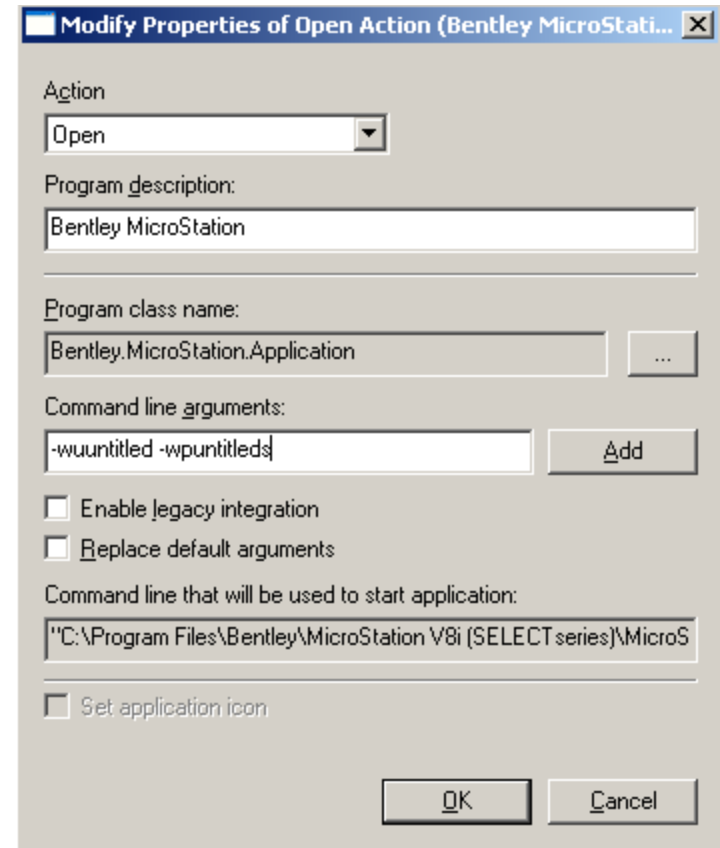 Modify Properties of Open Action (Bentley MicroStati...
Action
Open
Program description:
Bentley MicroStation
Program class name:
Bentley.MicroStation.Application
...
Command line arguments:
-wuuntitled -wpuntitleds
Add
Enable legacy integration
Replace default arguments
Command line that will be used to start application:
"C:\Program Files\Bentley\MicroStation V8i (SELECTseries)\MicroS
Set application icon
OK
Cancel